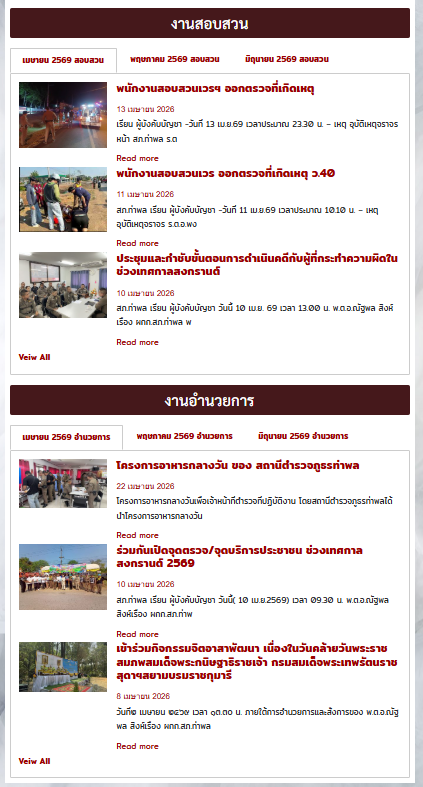 งานสอบสวน
เมษายน 2569 สอบสวน พฤษภาคม 2569 สอบสวน มิถุนายน 2569 สอบสวน
พนักงานสอบสวนเวรฯ ออกตรวจที่เกิดเหตุ
13 เมษายน 2026
เรียน ผู้บังคับบัญชา -วันที่ 13 เม.ย.69 เวลาประมาณ 23.30 น. – เหตุ อุบัติเหตุจราจร
หน้า สภ.ท่าพล ร.ต
Read more
พนักงานสอบสวนเวร ออกตรวจที่เกิดเหตุ ว.40
11 เมษายน 2026
สภ.ท่าพล เรียน ผู้บังคับบัญชา -วันที่ 11 เม.ย.69 เวลาประมาณ 10.10 น. – เหตุ
อุบัติเหตุจราจร ร.ต.อ.พง
Read more
ประชุมและกำชับขั้นตอนการดำเนินคดีกับผู้ที่กระทำความผิดใน
ช่วงเทศกาลสงกรานต์
10 เมษายน 2026
สภ.ท่าพล เรียน ผู้บังคับบัญชา วันนี้ 10 เม.ย. 69 เวลา 13.00 น. พ.ต.อ.ณัฐพล สิงห์
เรือง ผกก.สภ.ท่าพล พ
Read more
Veiw All
งานอำนวยการ
เมษายน 2569 อำนวยการ พฤษภาคม 2569 อำนวยการ มิถุนายน 2569 อำนวยการ
โครงการอาหารกลางวัน ของ สถานีตำรวจภูธรท่าพล
22 เมษายน 2026
โครงการอาหารกลางวันเพื่อเจ้าหน้าที่ตำรวจที่ปฏิบัติงาน โดยสถานีตำรวจภูธรท่าพลได้
นำโครงการอาหารกลางวัน
Read more
ร่วมกันเปิดจุดตรวจ/จุดบริการประชาชน ช่วงเทศกาล
สงกรานต์ 2569
10 เมษายน 2026
สภ.ท่าพล เรียน ผู้บังคับบัญชา วันนี้( 10 เม.ย.2569) เวลา 09.30 น. พ.ต.อ.ณัฐพล
สิงห์เรือง ผกก.สภ.ท่าพ
Read more
เข้าร่วมกิจกรรมจิตอาสาพัฒนา เนื่องในวันคล้ายวันพระราช
สมภพสมเด็จพระกนิษฐาธิราชเจ้า กรมสมเด็จพระเทพรัตนราช
สุดาฯสยามบรมราชกุมารี
8 เมษายน 2026
วันที่๒ เมษายน ๒๕๖๙ เวลา ๑๓.๓๐ น. ภายใต้การอำนวยการและสั่งการของ พ.ต.อ.ณัฐ
พล สิงห์เรือง ผกก.สภ.ท่าพล
Read more
Veiw All